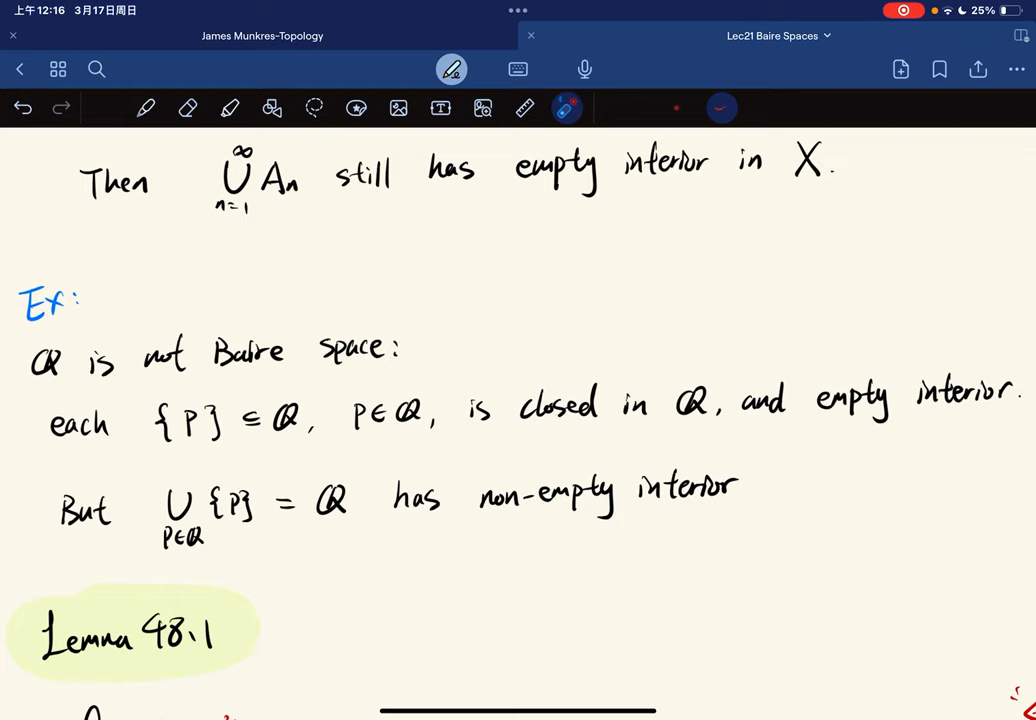 上午12:16 3月17日周日
25%
James Munkres-Topology
Lec21 Baire Spaces
Then ⋃ₙ₌₁^∞ Aₙ still has empty interior in X.
Ex:
ℚ is not Baire space:
each {P} ⊆ ℚ, P∈ℚ, is closed in ℚ, and empty interior.
But ⋃_{P∈ℚ} {P} = ℚ has non-empty interior
Lemma 48.1